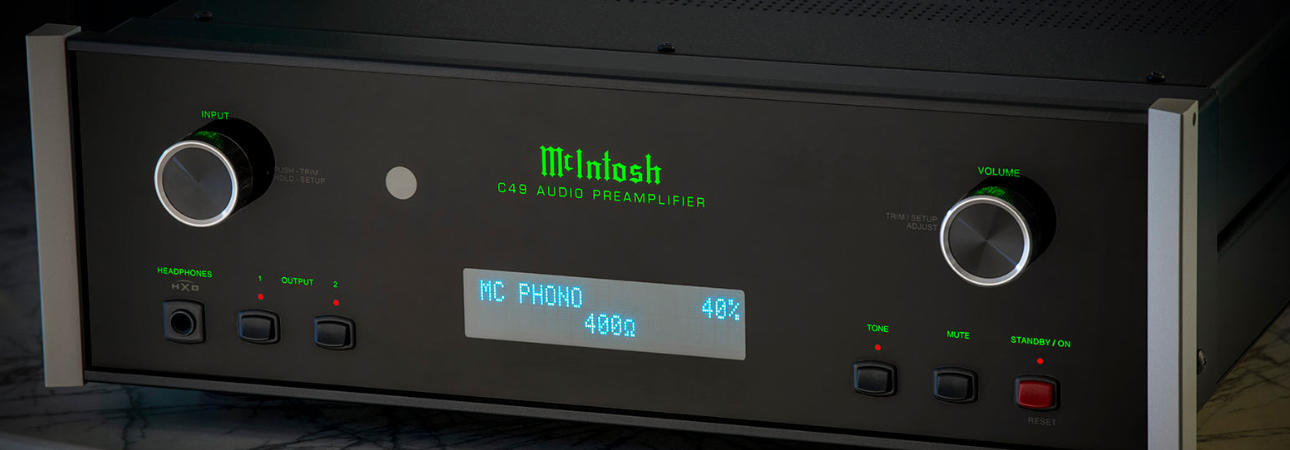 INPUT
PUSH - TRIM
HOLD - SETUP
McIntosh
C49 AUDIO PREAMPLIFIER
VOLUME
TRIM / SETUP
ADJUST
HEADPHONES
HXD
1 OUTPUT 2
MC PHONO 40%
400Ω
TONE
MUTE
STANDBY / ON
RESET